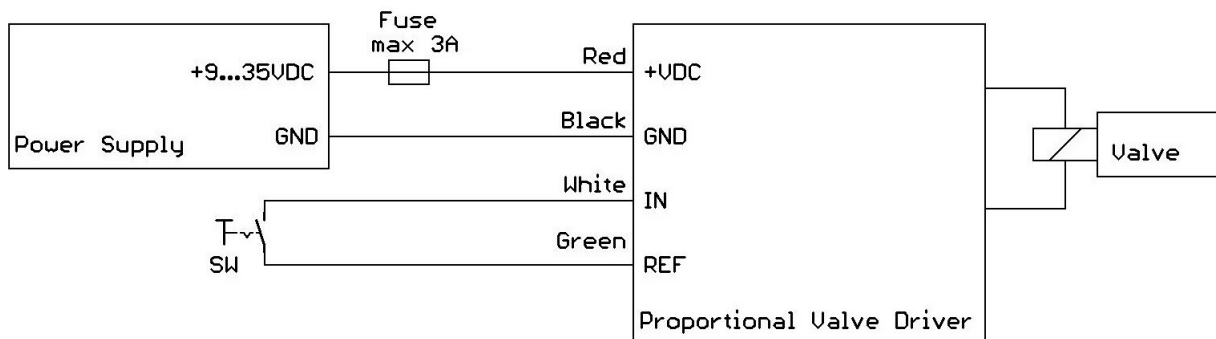 Fuse
max 3A
+9...35VDC
Red
+VDC
GND
Black
GND
Power Supply
Valve
White
IN
Green
SW
REF
Proportional Valve Driver